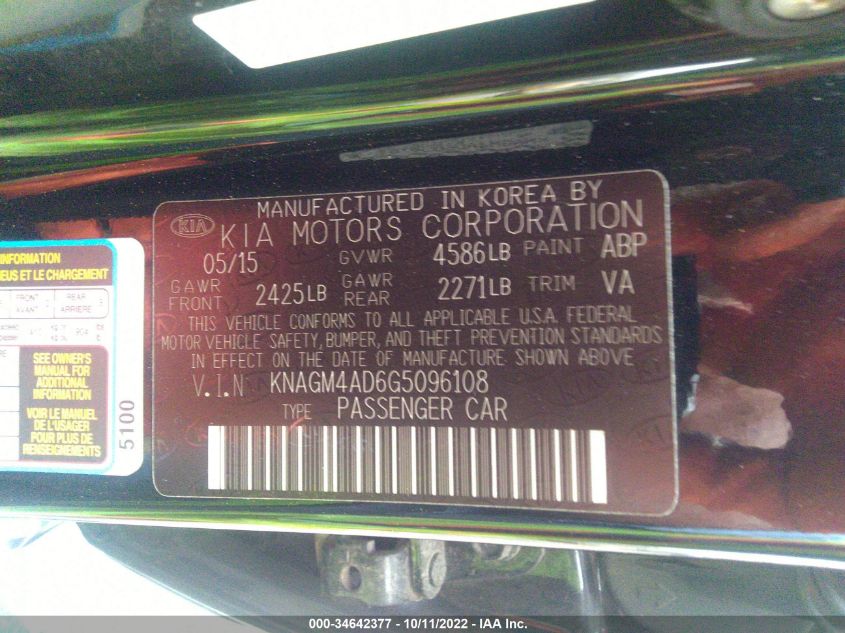 MANUFACTURED IN KOREA BY
KIA KIA MOTORS CORPORATION
05/15 GVWR 4586LB PAINT ABP
GAWR FRONT 2425LB GAWR REAR 2271LB TRIM VA
THIS VEHICLE CONFORMS TO ALL APPLICABLE U.S.A. FEDERAL
MOTOR VEHICLE SAFETY, BUMPER, AND THEFT PREVENTION STANDARDS
IN EFFECT ON THE DATE OF MANUFACTURE SHOWN ABOVE
V.I.N KNAGM4AD6G5096108
TYPE PASSENGER CAR
INFORMATION
ET LE CHARGEMENT
FRONT 2 REAR 3
AVANT ARRIERE
SEE OWNER'S
MANUAL FOR
ADDITIONAL
INFORMATION
VOIR LE MANUEL
DE L'USAGER
POUR PLUS DE
RENSEIGNEMENTS
5100
000-34642377 - 10/11/2022 - IAA Inc.